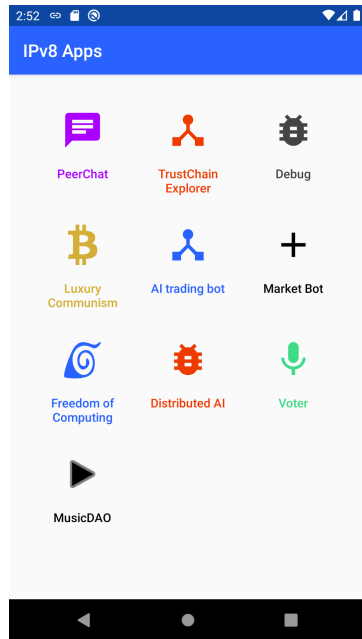 2:52
IPv8 Apps
PeerChat
TrustChain
Explorer
Debug
Luxury
Communism
AI trading bot
Market Bot
Freedom of
Computing
Distributed AI
Voter
MusicDAO